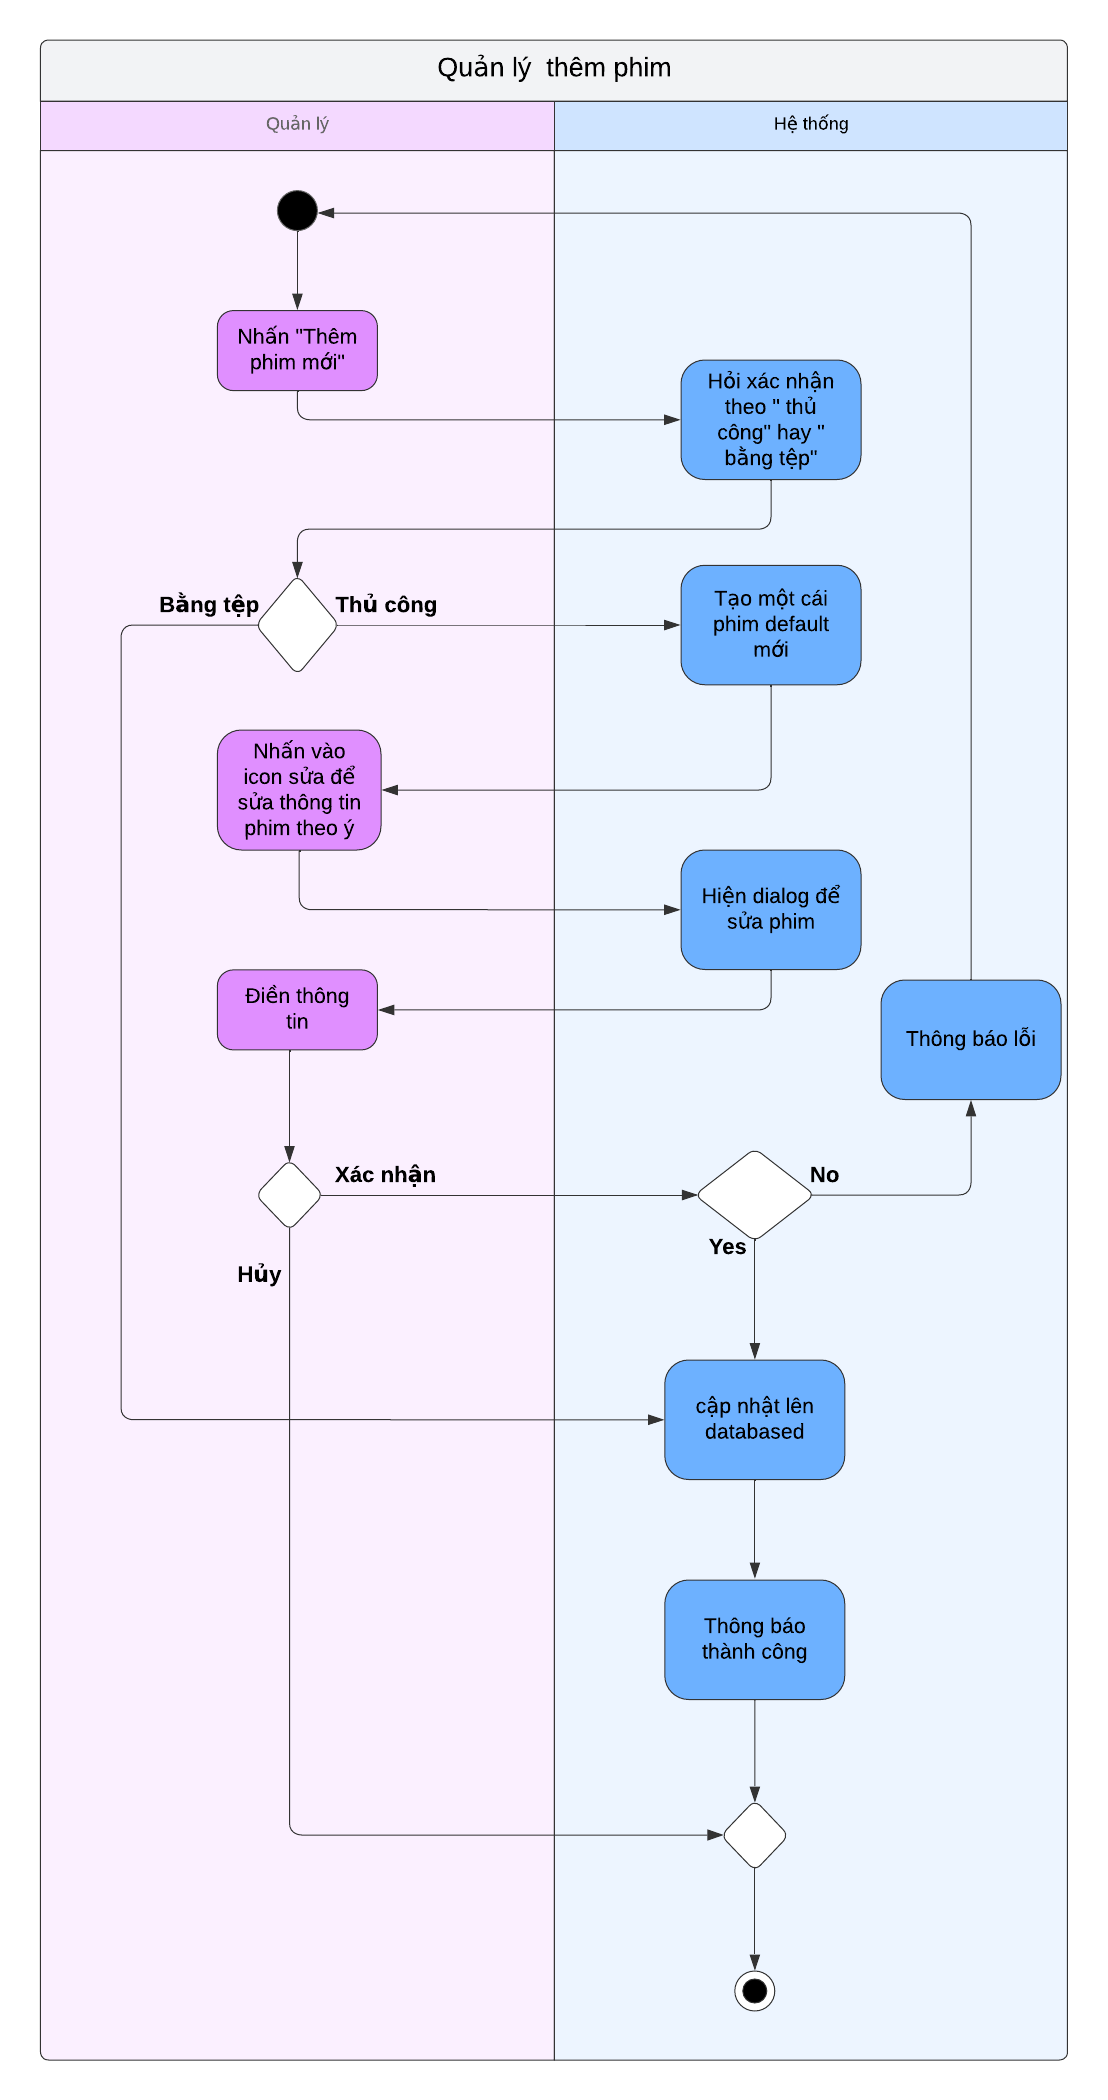 Quản lý  thêm phim
Quản lý
Hệ thống
Nhấn "Thêm
phim mới"
Hỏi xác nhận
theo " thủ
công" hay "
bằng tệp"
Bằng tệp
Thủ công
Tạo một cái
phim default
mới
Nhấn vào
icon sửa để
sửa thông tin
phim theo ý
Hiện dialog để
sửa phim
Điền thông
tin
Thông báo lỗi
Xác nhận
No
Yes
Hủy
cập nhật lên
databased
Thông báo
thành công